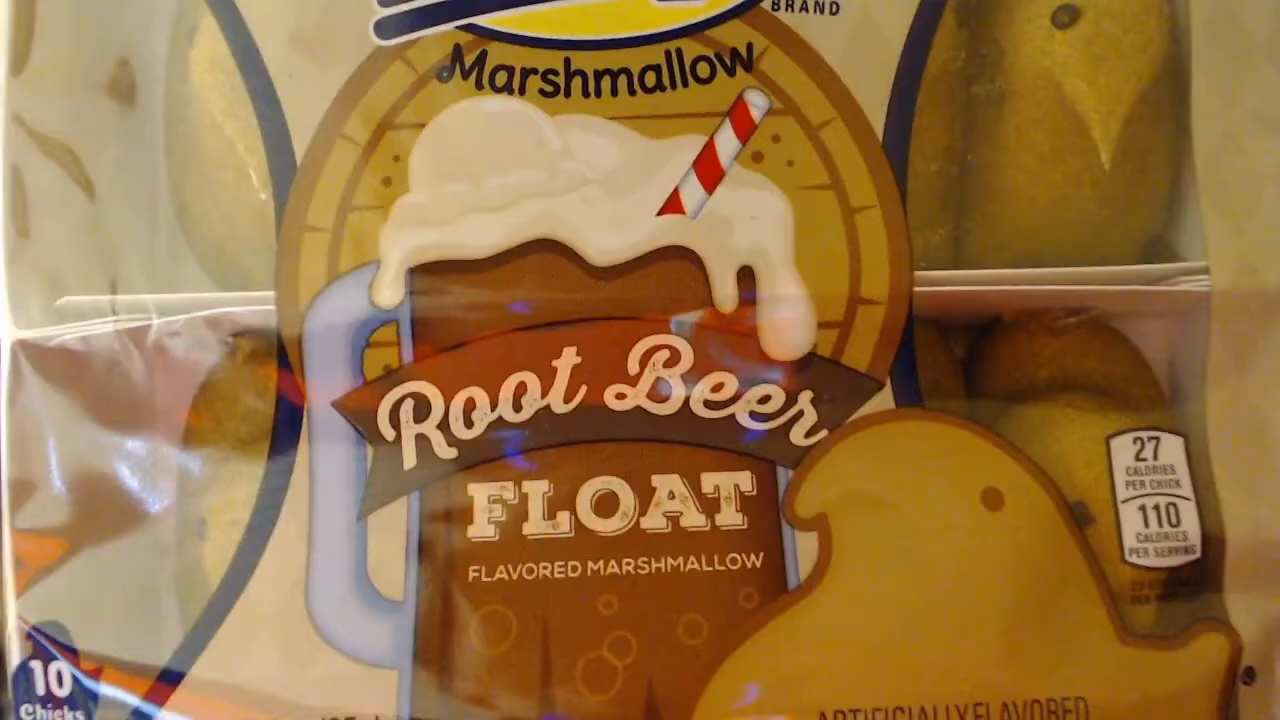 BRAND
Marshmallow
Root Beer
FLOAT
FLAVORED MARSHMALLOW
27
CALORIES
PER CHICK
110
CALORIES
PER SERVING
10
Chicks
ARTIFICIALLY FLAVORED